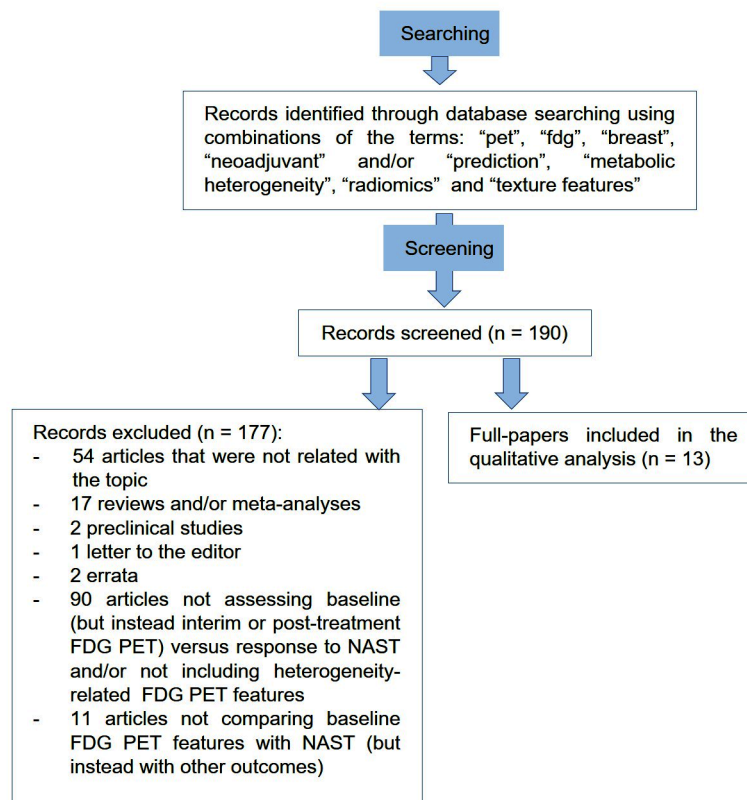 Searching
Records identified through database searching using
combinations of the terms: “pet”, “fdg”, “breast”,
“neoadjuvant” and/or “prediction”, “metabolic
heterogeneity”, “radiomics” and “texture features”
Screening
Records screened (n = 190)
Records excluded (n = 177):
- 54 articles that were not related with
the topic
- 17 reviews and/or meta-analyses
- 2 preclinical studies
- 1 letter to the editor
- 2 errata
- 90 articles not assessing baseline
(but instead interim or post-treatment
FDG PET) versus response to NAST
and/or not including heterogeneity-
related FDG PET features
- 11 articles not comparing baseline
FDG PET features with NAST (but
instead with other outcomes)
Full-papers included in the
qualitative analysis (n = 13)